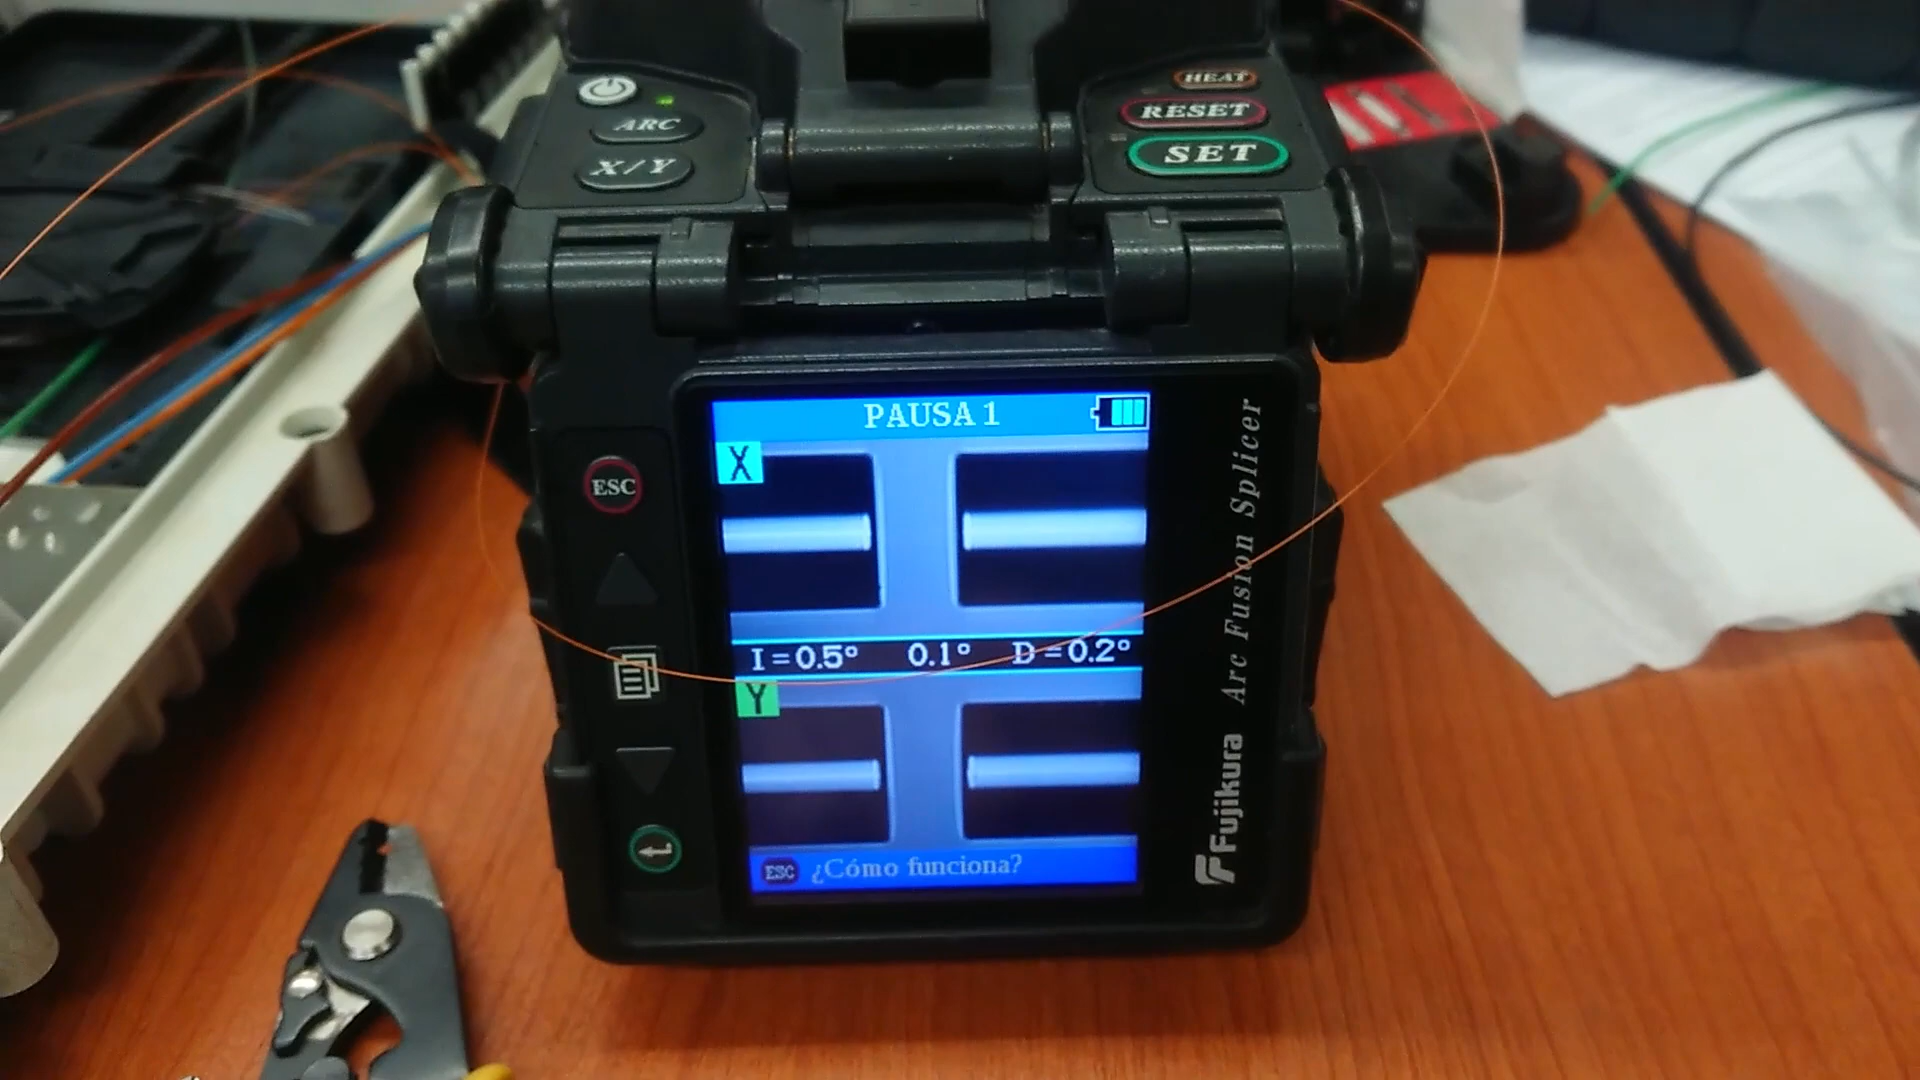 HEAT
ARC
RESET
X/Y
SET
PAUSA 1
X
ESC
I = 0.5° 0.1° D = 0.2°
Y
ESC ¿Cómo funciona?
Fujikura Arc Fusion Splicer